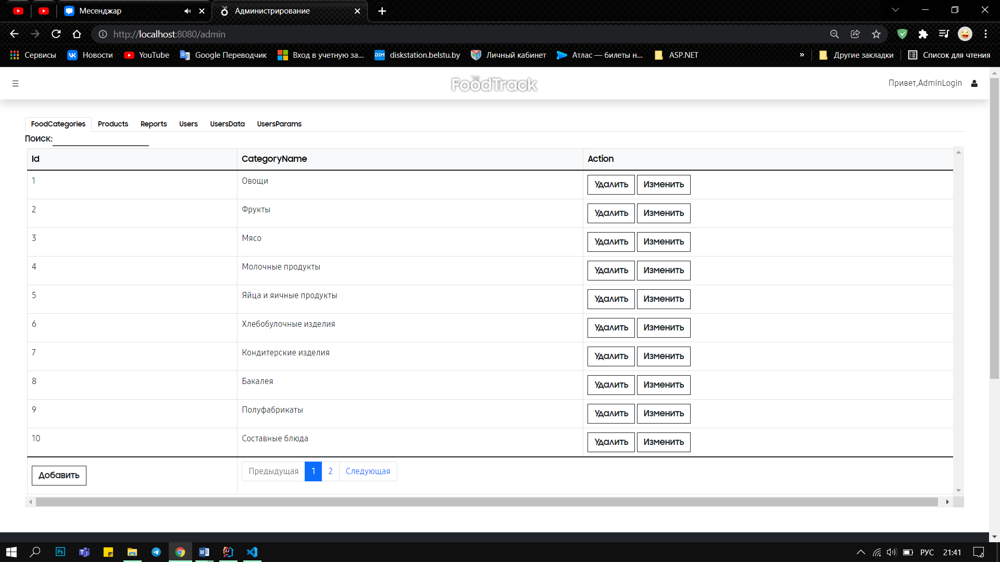 Месенджар
Администрирование
http://localhost:8080/admin
Сервисы
Новости
YouTube
Google Переводчик
Вход в учетную за...
DSM
diskstation.belstu.by
Личный кабинет
Атлас — билеты н...
ASP.NET
»
Другие закладки
Список для чтения
FoodTrack
Привет,AdminLogin
FoodCategories Products Reports Users UsersData UsersParams
Поиск:
Id CategoryName Action
1 Овощи Удалить Изменить
2 Фрукты Удалить Изменить
3 Мясо Удалить Изменить
4 Молочные продукты Удалить Изменить
5 Яйца и яичные продукты Удалить Изменить
6 Хлебобулочные изделия Удалить Изменить
7 Кондитерские изделия Удалить Изменить
8 Бакалея Удалить Изменить
9 Полуфабрикаты Удалить Изменить
10 Составные блюда Удалить Изменить
Добавить Предыдущая 1 2 Следующая
Ps
РУС 21:41